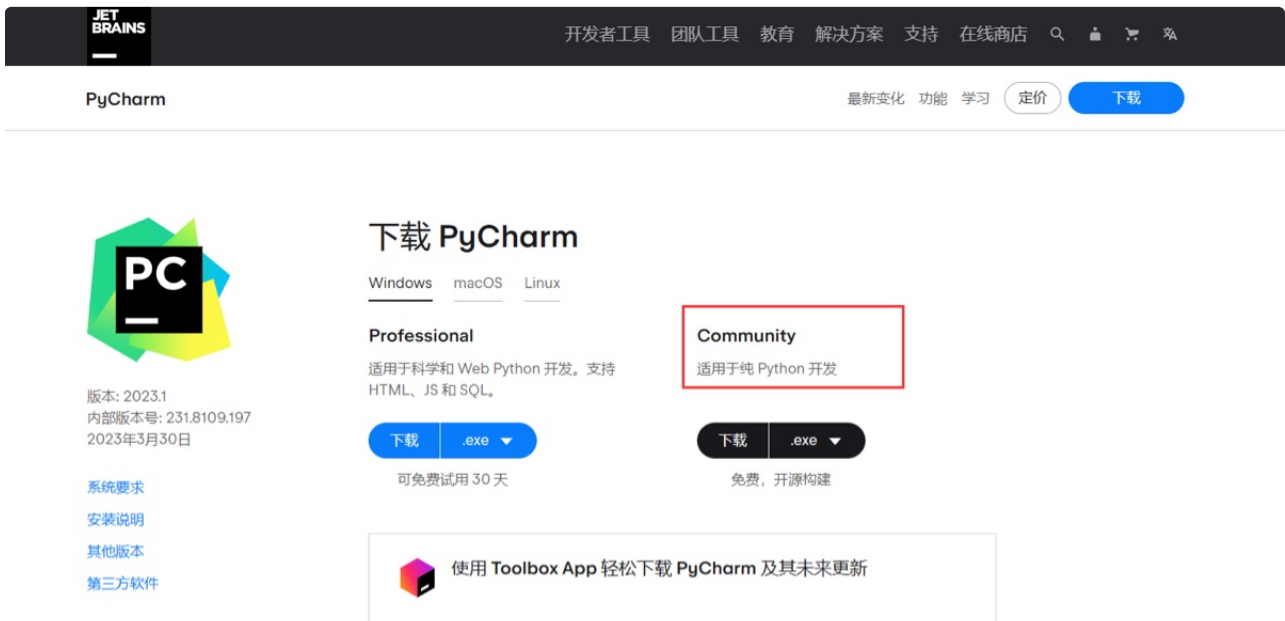 JET
BRAINS
开发者工具 团队工具 教育 解决方案 支持 在线商店
PyCharm
最新变化 功能 学习 定价 下载
PC
版本: 2023.1
内部版本号: 231.8109.197
2023年3月30日
系统要求
安装说明
其他版本
第三方软件
下载 PyCharm
Windows macOS Linux
Professional
适用于科学和 Web Python 开发。支持
HTML、JS 和 SQL。
下载 .exe
可免费试用 30 天
Community
适用于纯 Python 开发
下载 .exe
免费，开源构建
使用 Toolbox App 轻松下载 PyCharm 及其未来更新